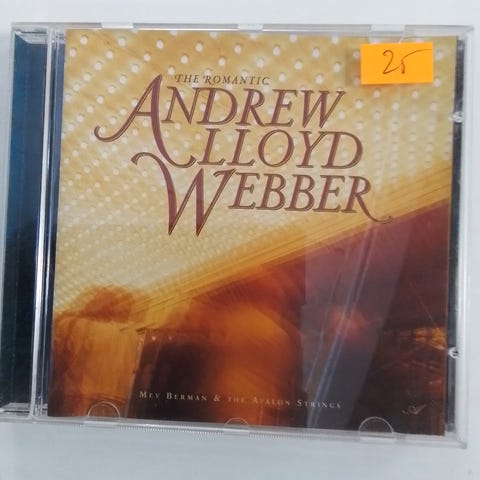 25
THE ROMANTIC
ANDREW
LLOYD
WEBBER
MEV BERMAN & THE AVALON STRINGS
A